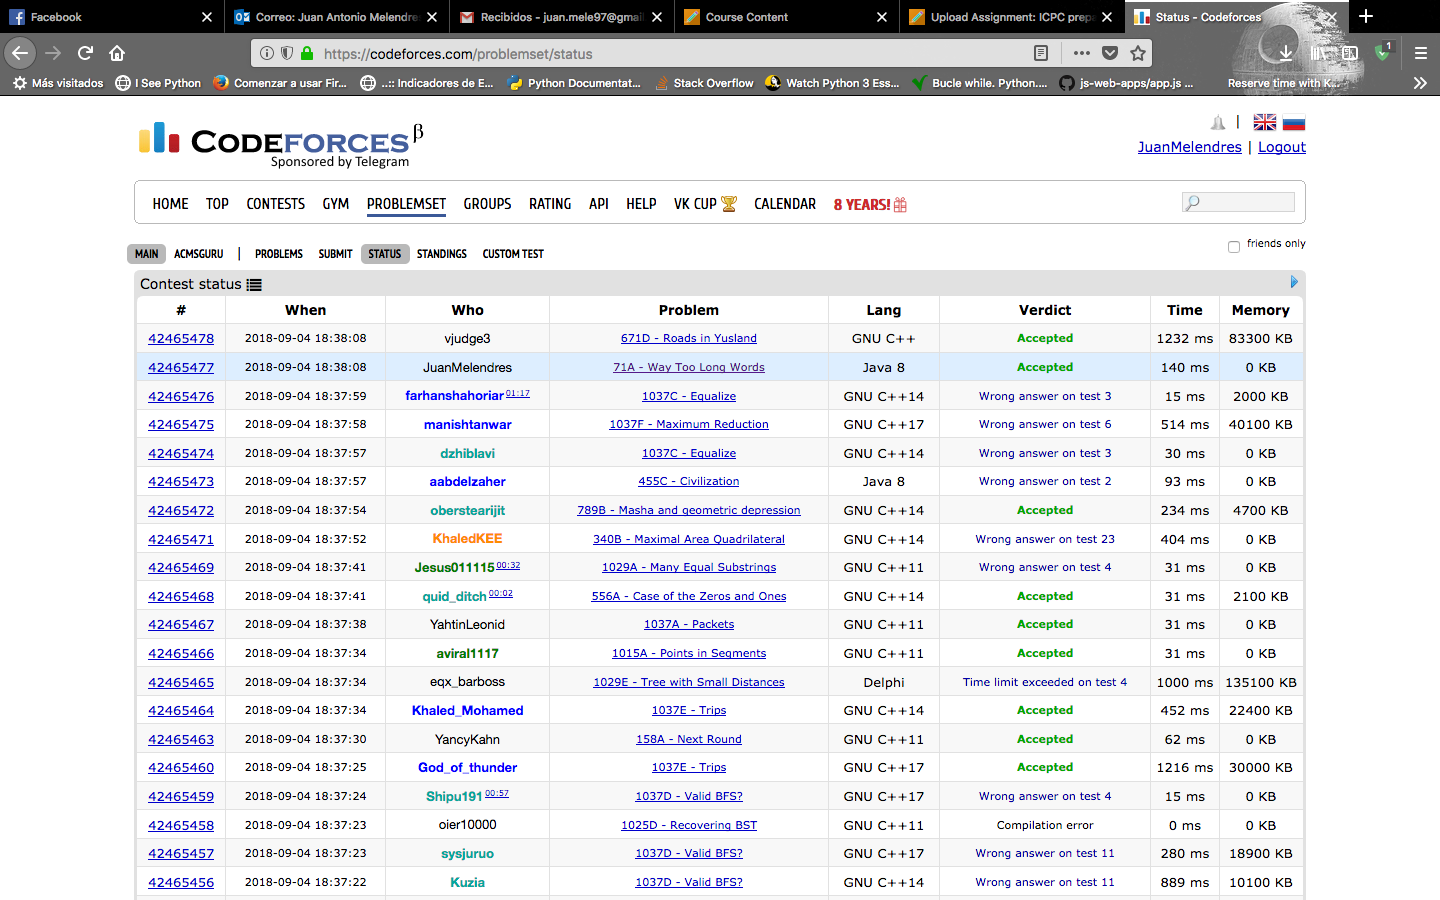 Facebook Correo: Juan Antonio Melendre Recibidos - juan.mele97@gmai Course Content Upload Assignment: ICPC prep Status - Codeforces
https://codeforces.com/problemset/status 1
Más visitados I See Python Comenzar a usar Fir... ..:: Indicadores de E... Python Documentat... Stack Overflow Watch Python 3 Ess... Bucle while. Python.... js-web-apps/app.js ... Reserve time with K...
CODEFORCES β
Sponsored by Telegram
JuanMelendres | Logout
HOME TOP CONTESTS GYM PROBLEMSET GROUPS RATING API HELP VK CUP CALENDAR 8 YEARS!
MAIN ACMSGURU | PROBLEMS SUBMIT STATUS STANDINGS CUSTOM TEST friends only
Contest status
# When Who Problem Lang Verdict Time Memory
42465478 2018-09-04 18:38:08 vjudge3 671D - Roads in Yusland GNU C++ Accepted 1232 ms 83300 KB
42465477 2018-09-04 18:38:08 JuanMelendres 71A - Way Too Long Words Java 8 Accepted 140 ms 0 KB
42465476 2018-09-04 18:37:59 farhanshahoriar 01:17 1037C - Equalize GNU C++14 Wrong answer on test 3 15 ms 2000 KB
42465475 2018-09-04 18:37:58 manishtanwar 1037F - Maximum Reduction GNU C++17 Wrong answer on test 6 514 ms 40100 KB
42465474 2018-09-04 18:37:57 dzhiblavi 1037C - Equalize GNU C++14 Wrong answer on test 3 30 ms 0 KB
42465473 2018-09-04 18:37:57 aabdelzaher 455C - Civilization Java 8 Wrong answer on test 2 93 ms 0 KB
42465472 2018-09-04 18:37:54 oberstearijit 789B - Masha and geometric depression GNU C++14 Accepted 234 ms 4700 KB
42465471 2018-09-04 18:37:52 KhaledKEE 340B - Maximal Area Quadrilateral GNU C++14 Wrong answer on test 23 404 ms 0 KB
42465469 2018-09-04 18:37:41 Jesus011115 00:32 1029A - Many Equal Substrings GNU C++11 Wrong answer on test 4 31 ms 0 KB
42465468 2018-09-04 18:37:41 quid_ditch 00:02 556A - Case of the Zeros and Ones GNU C++14 Accepted 31 ms 2100 KB
42465467 2018-09-04 18:37:38 YahtinLeonid 1037A - Packets GNU C++11 Accepted 31 ms 0 KB
42465466 2018-09-04 18:37:34 aviral1117 1015A - Points in Segments GNU C++11 Accepted 31 ms 0 KB
42465465 2018-09-04 18:37:34 eqx_barboss 1029E - Tree with Small Distances Delphi Time limit exceeded on test 4 1000 ms 135100 KB
42465464 2018-09-04 18:37:34 Khaled_Mohamed 1037E - Trips GNU C++14 Accepted 452 ms 22400 KB
42465463 2018-09-04 18:37:30 YancyKahn 158A - Next Round GNU C++11 Accepted 62 ms 0 KB
42465460 2018-09-04 18:37:25 God_of_thunder 1037E - Trips GNU C++17 Accepted 1216 ms 30000 KB
42465459 2018-09-04 18:37:24 Shipu191 00:57 1037D - Valid BFS? GNU C++17 Wrong answer on test 4 15 ms 0 KB
42465458 2018-09-04 18:37:23 oier10000 1025D - Recovering BST GNU C++11 Compilation error 0 ms 0 KB
42465457 2018-09-04 18:37:23 sysjuruo 1037D - Valid BFS? GNU C++17 Wrong answer on test 11 280 ms 18900 KB
42465456 2018-09-04 18:37:22 Kuzia 1037D - Valid BFS? GNU C++14 Wrong answer on test 11 889 ms 10100 KB